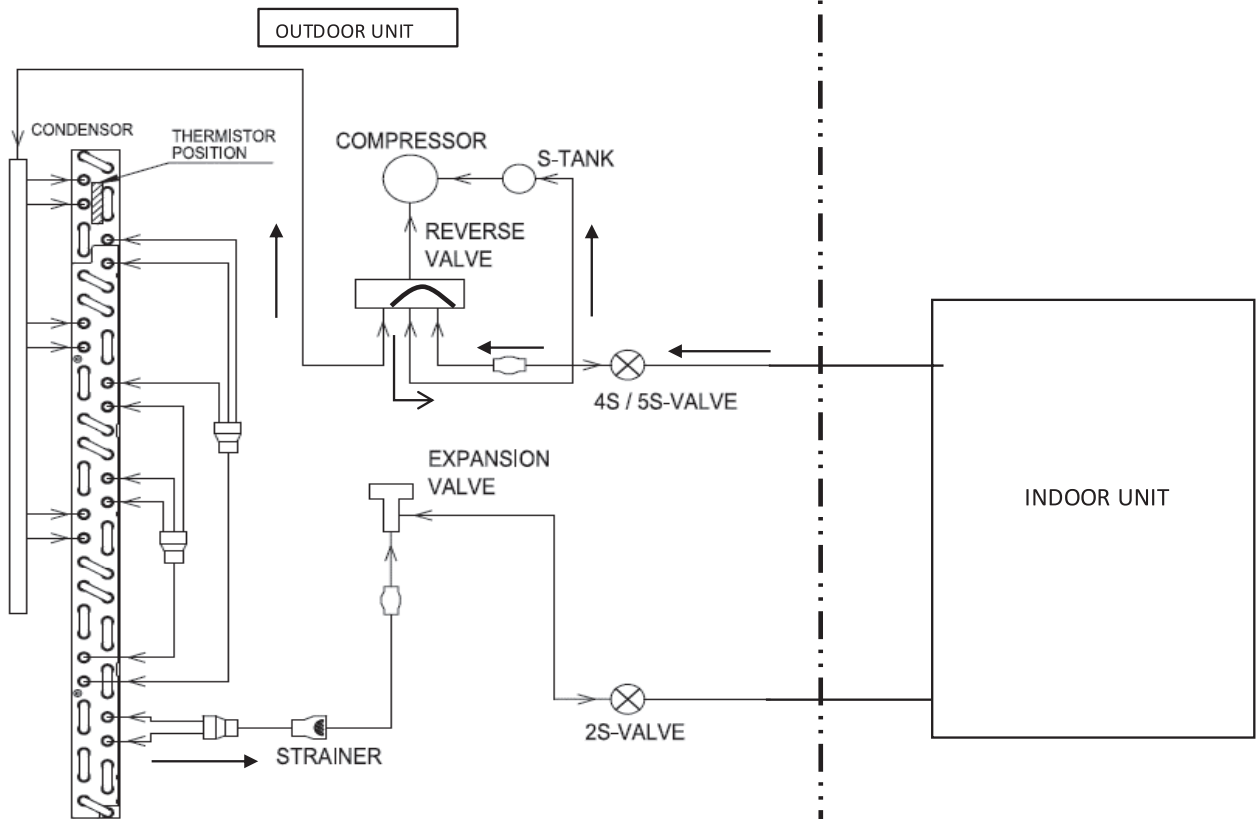 OUTDOOR UNIT
CONDENSOR
THERMISTOR
POSITION
COMPRESSOR
S-TANK
REVERSE
VALVE
4S / 5S-VALVE
EXPANSION
VALVE
INDOOR UNIT
2S-VALVE
STRAINER